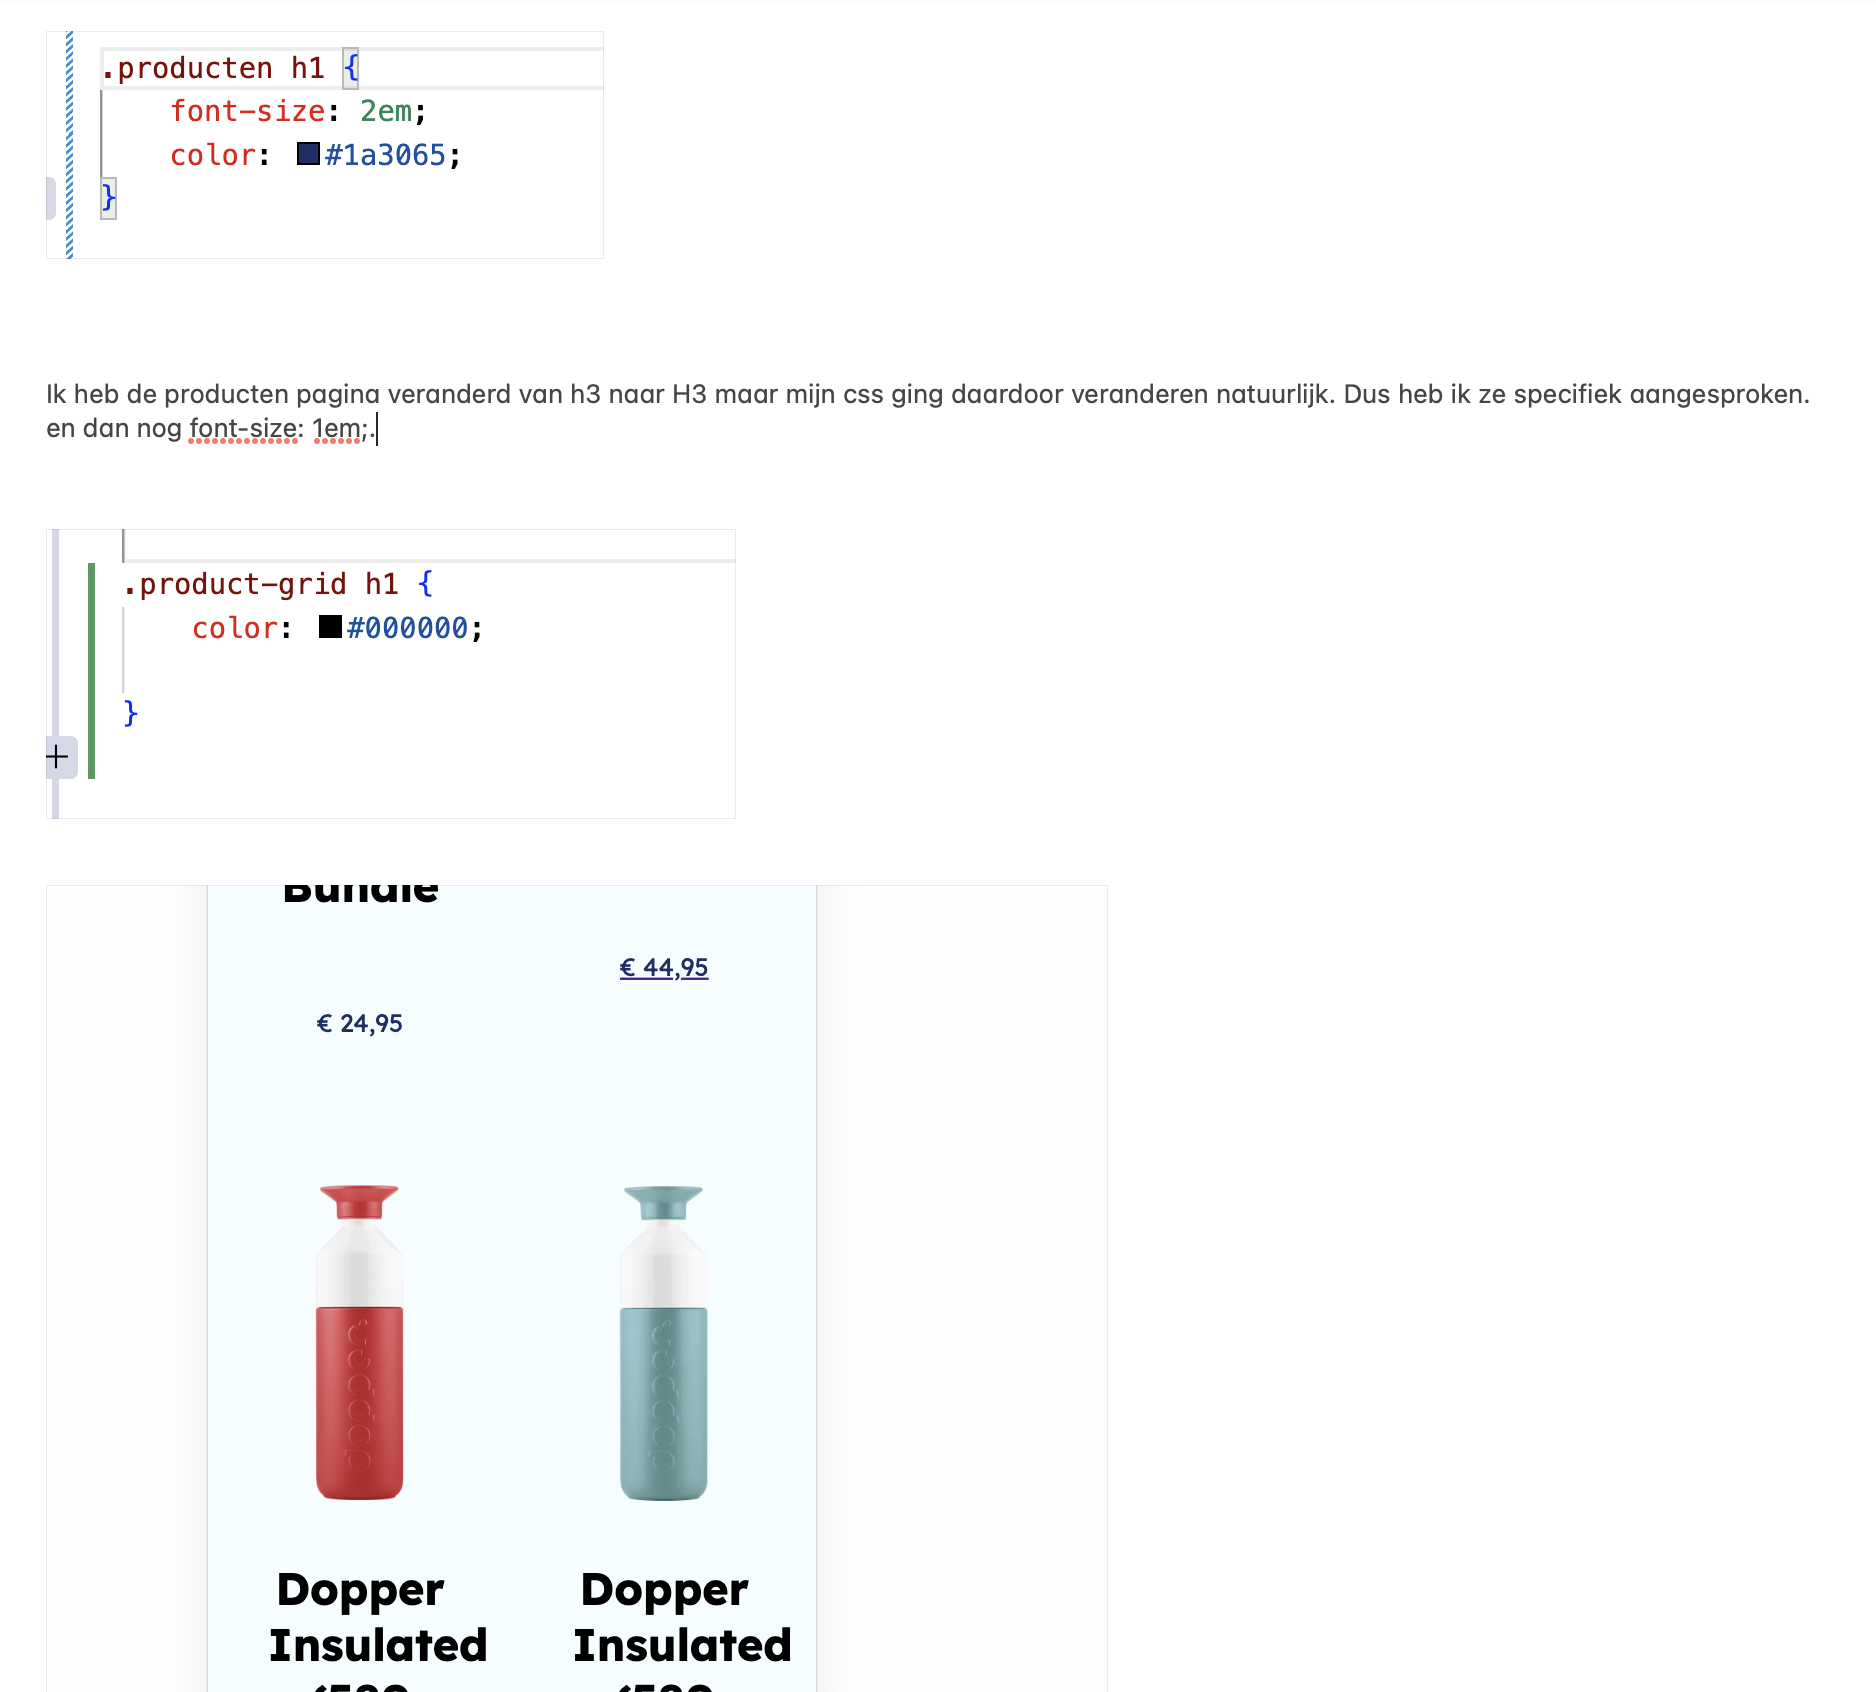 .producten h1 {
font-size: 2em;
color: #1a3065;
}
Ik heb de producten pagina veranderd van h3 naar H3 maar mijn css ging daardoor veranderen natuurlijk. Dus heb ik ze specifiek aangesproken.
en dan nog font-size: 1em;.
.product-grid h1 {
color: #000000;
}
+
Bundle
€ 44,95
€ 24,95
dopper
dopper
Dopper
Insulated
Dopper
Insulated